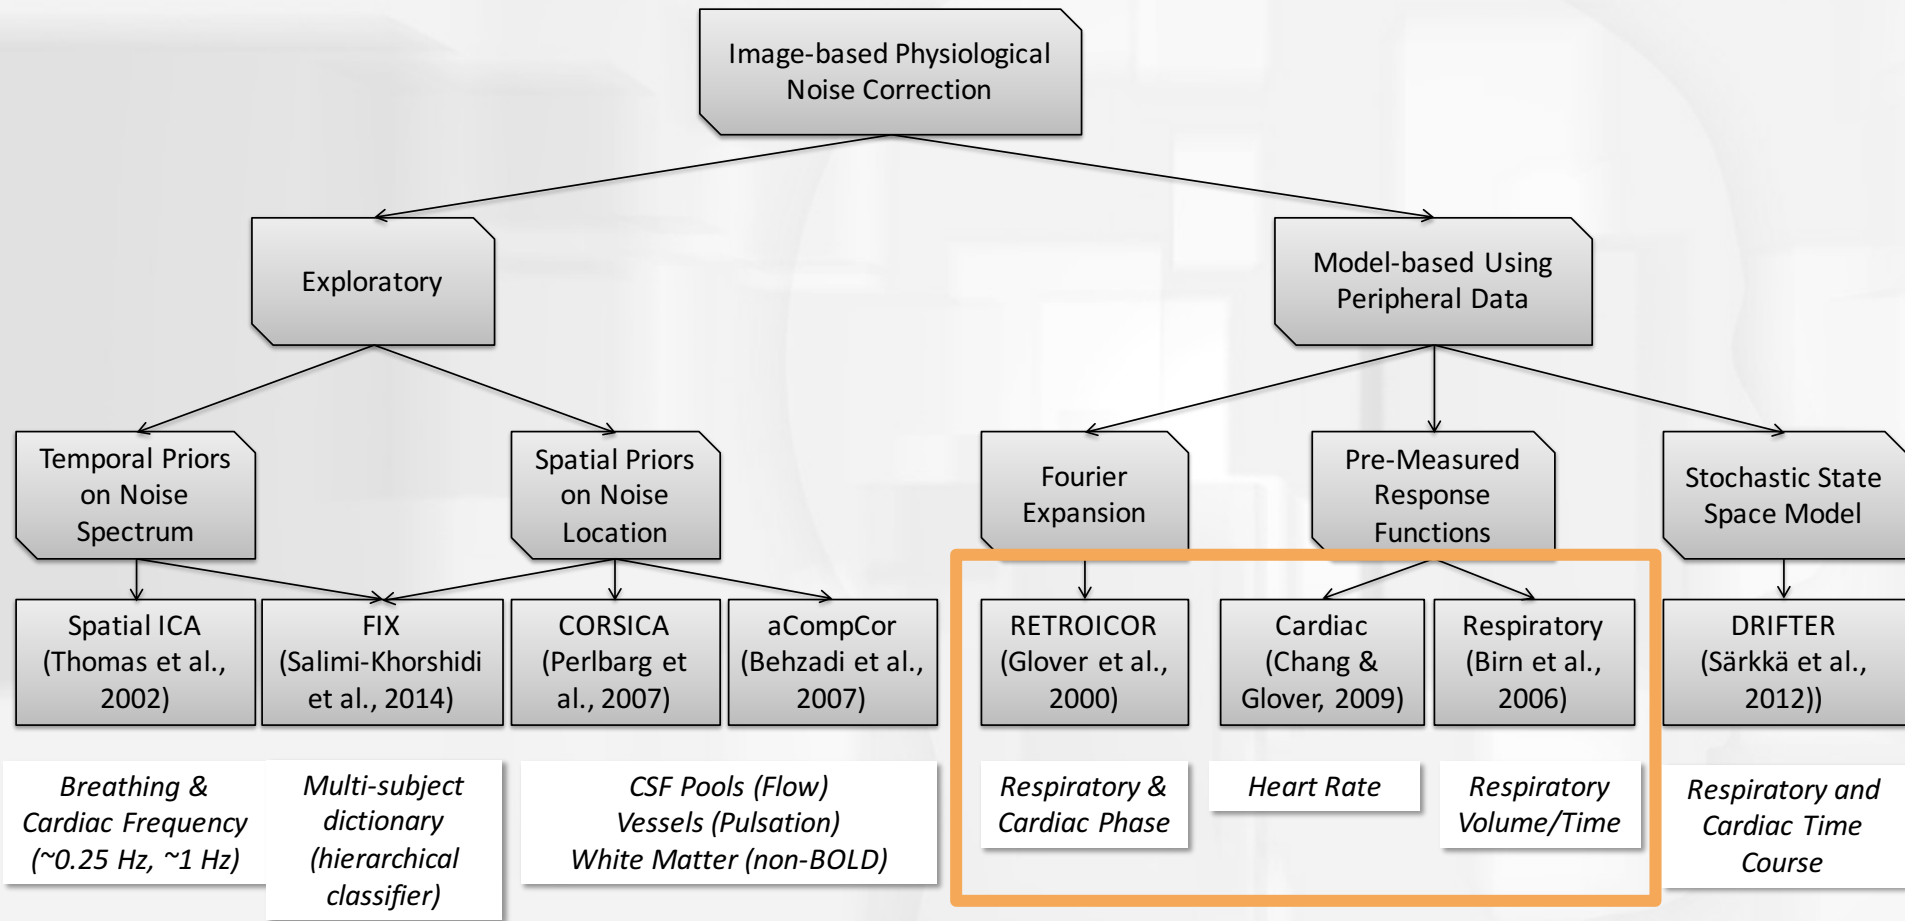 Image-based Physiological
Noise Correction
Exploratory
Model-based Using
Peripheral Data
Temporal Priors
on Noise
Spectrum
Spatial Priors
on Noise
Location
Fourier
Expansion
Pre-Measured
Response
Functions
Stochastic State
Space Model
Spatial ICA
(Thomas et al.,
2002)
FIX
(Salimi-Khorshidi
et al., 2014)
CORSICA
(Perlbarg et
al., 2007)
aCompCor
(Behzadi et al.,
2007)
RETROICOR
(Glover et al.,
2000)
Cardiac
(Chang &
Glover, 2009)
Respiratory
(Birn et al.,
2006)
DRIFTER
(Särkkä et al.,
2012))
Breathing &
Cardiac Frequency
(~0.25 Hz, ~1 Hz)
Multi-subject
dictionary
(hierarchical
classifier)
CSF Pools (Flow)
Vessels (Pulsation)
White Matter (non-BOLD)
Respiratory &
Cardiac Phase
Heart Rate
Respiratory
Volume/Time
Respiratory and
Cardiac Time
Course